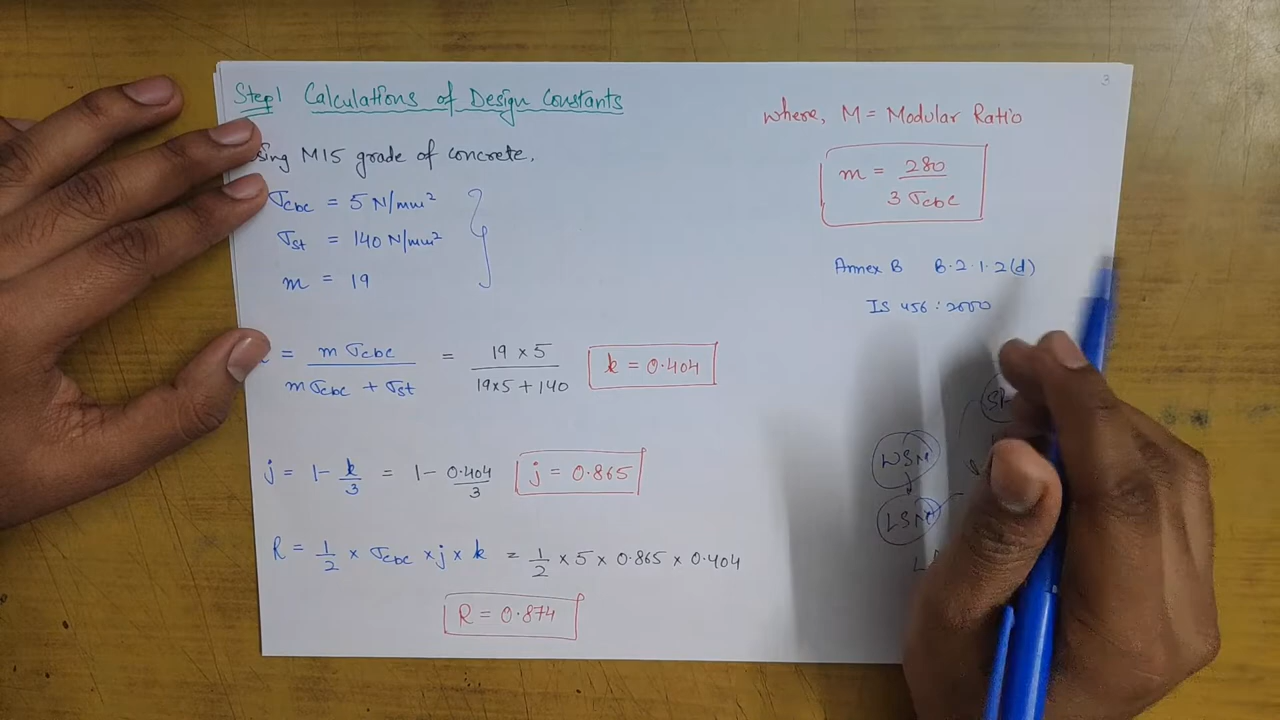 3
Step1 Calculations of Design Constants
M15 grade of concrete.
σcbc = 5 N/mm²
σst = 140 N/mm²
m = 19
= m σcbc / m σcbc + σst = 19 × 5 / 19×5 + 140 k = 0.404
j = 1 - k/3 = 1 - 0.404/3 j = 0.865
R = 1/2 × σcbc × j × k = 1/2 × 5 × 0.865 × 0.404
R = 0.874
where, M = Modular Ratio
m = 280 / 3 σcbc
Annex B B.2.1.2(d)
Is 456 : 2000
WSM
LSM